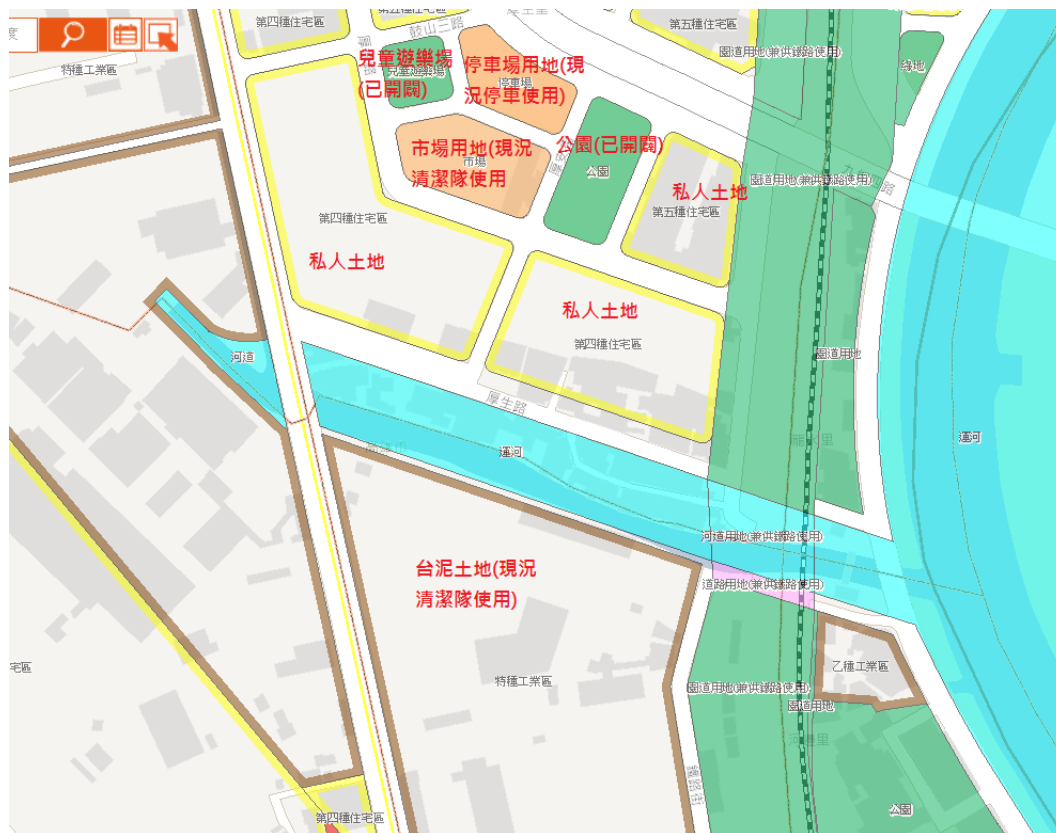 度
第四種住宅區
第五種住宅區
厚生里
第五種住宅區
鼓山三路
特種工業區
兒童遊樂場
(已開闢)
兒童遊樂場
停車場用地(現
況停車使用)
停車場
園道用地(兼供鐵路使用)
綠地
市場用地(現況
清潔隊使用
市場
公園(已開闢)
公園
園道用地(兼供鐵路使用)
私人土地
第五種住宅區
第四種住宅區
私人土地
私人土地
第四種住宅區
河道
園道用地
厚生路
運河
龍水里
運河
河道用地(兼供鐵路使用)
台泥土地(現況
清潔隊使用)
道路用地(兼供鐵路使用)
宅區
特種工業區
乙種工業區
園道用地(兼供鐵路使用)
園道用地
河邊里
公園
第四種住宅區